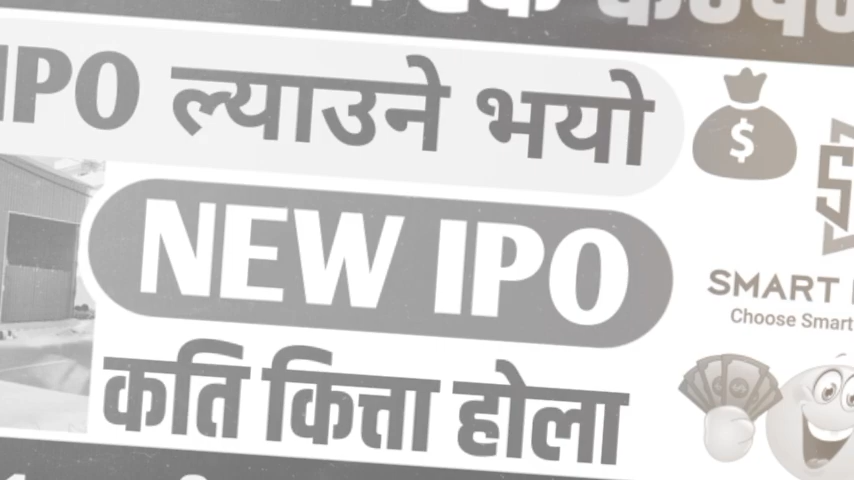 IPO ल्याउने भयो
$
NEW IPO
SMART
Choose Smart
कति कित्ता होला